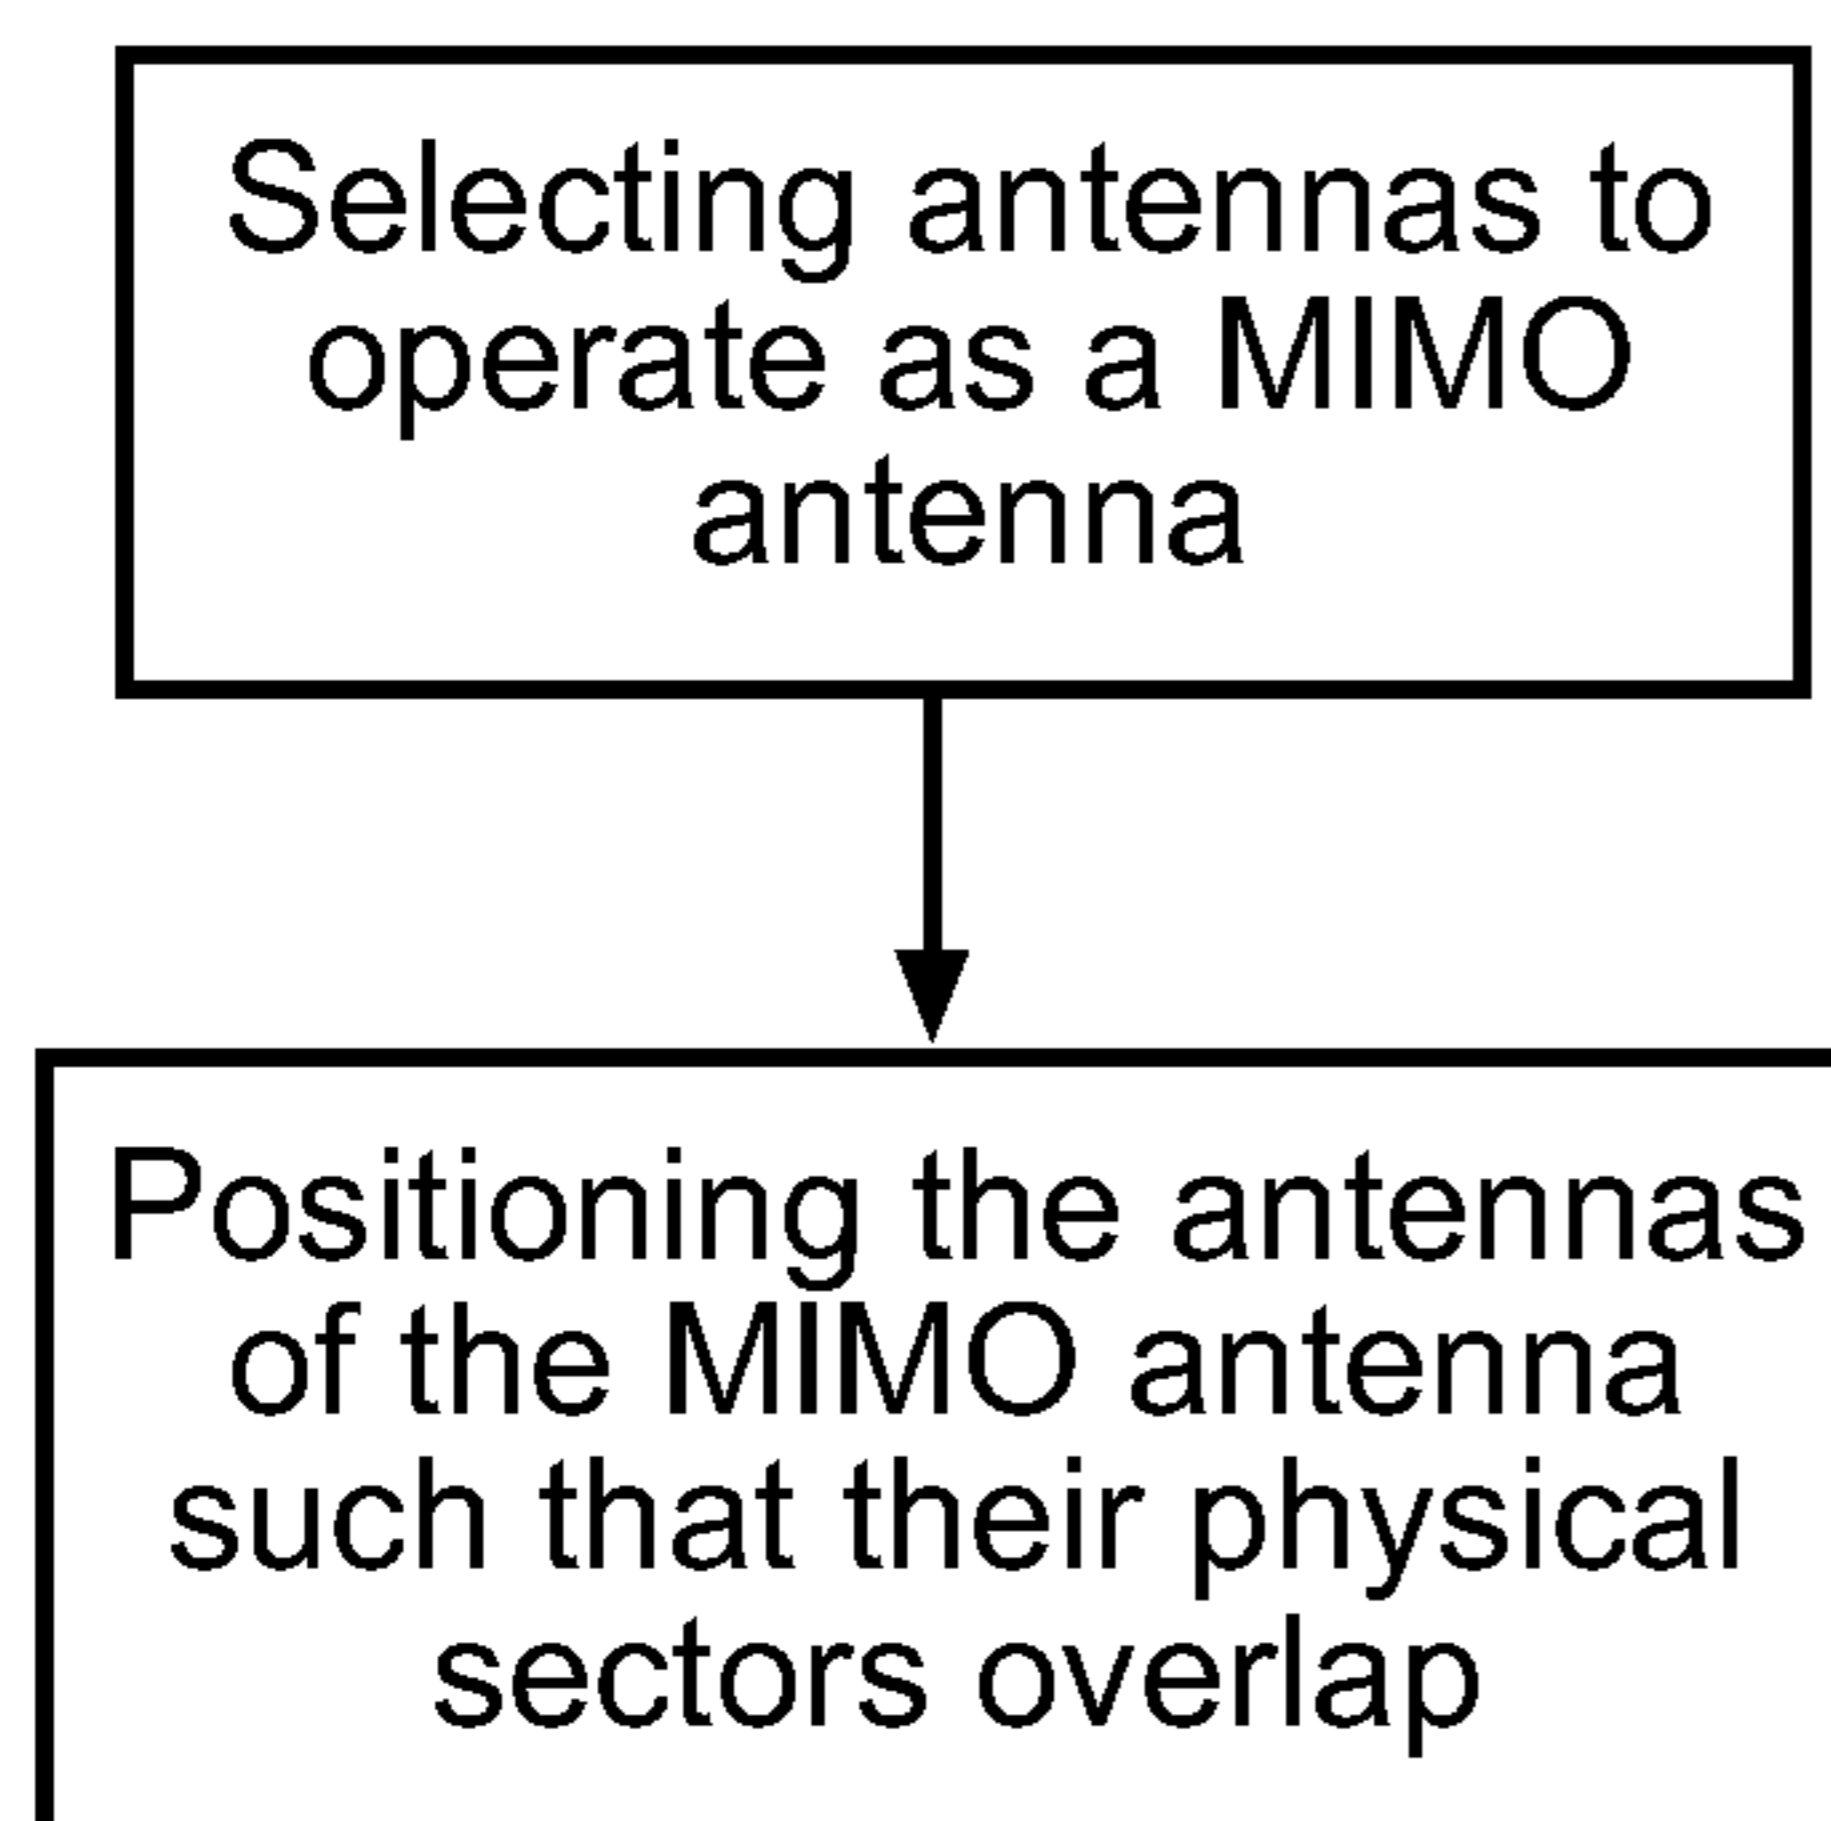 Selecting antennas to
operate as a MIMO
antenna
Positioning the antennas
of the MIMO antenna
such that their physical
sectors overlap